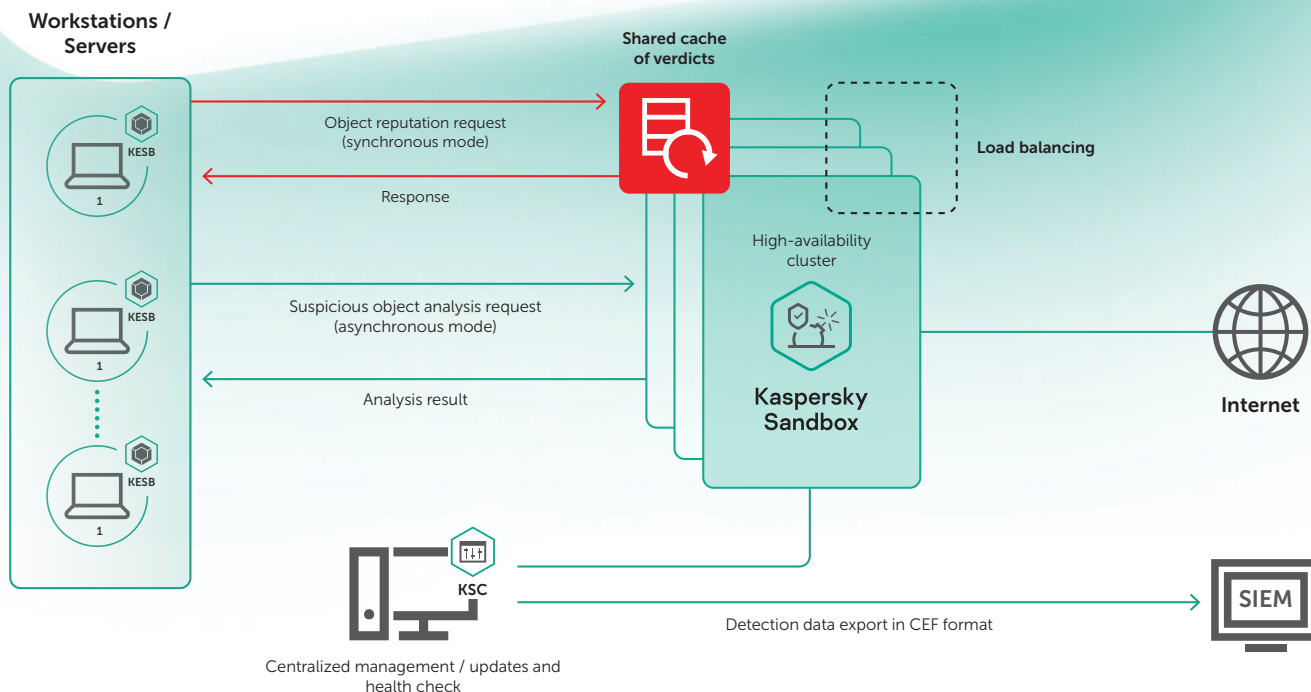 Workstations /
Servers
Shared cache
of verdicts
KESB
1
Object reputation request
(synchronous mode)
Response
Load balancing
High-availability
cluster
KESB
1
Suspicious object analysis request
(asynchronous mode)
Analysis result
Kaspersky
Sandbox
Internet
KESB
1
KSC
SIEM
Detection data export in CEF format
Centralized management / updates and
health check